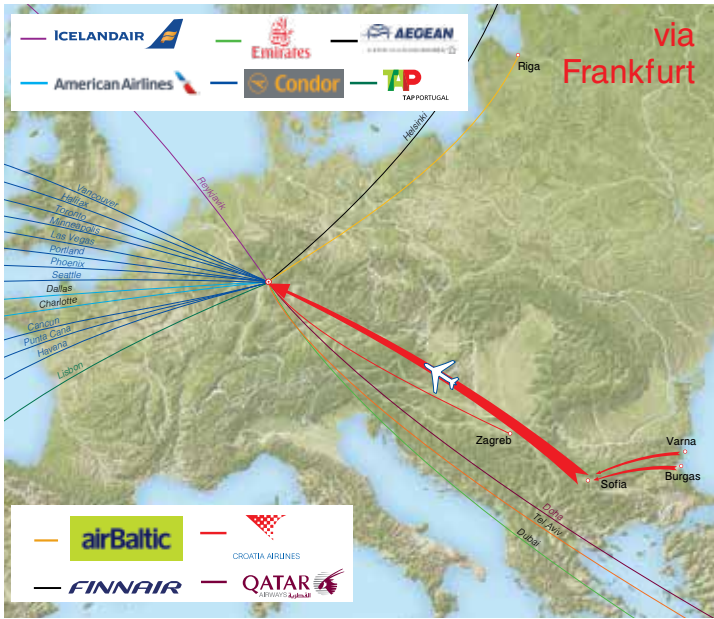 ICELANDAIR
Emirates
AEGEAN
American Airlines
Condor
TAP
TAP PORTUGAL
via
Frankfurt
Riga
Helsinki
Reykjavik
Vancouver
Halifax
Toronto
Minneapolis
Las Vegas
Portland
Phoenix
Seattle
Dallas
Charlotte
Cancun
Punta Cana
Havana
Lisbon
Zagreb
Varna
Burgas
Sofia
Doha
Tel Aviv
Dubai
airBaltic
CROATIA AIRLINES
FINNAIR
QATAR
AIRWAYS القطرية